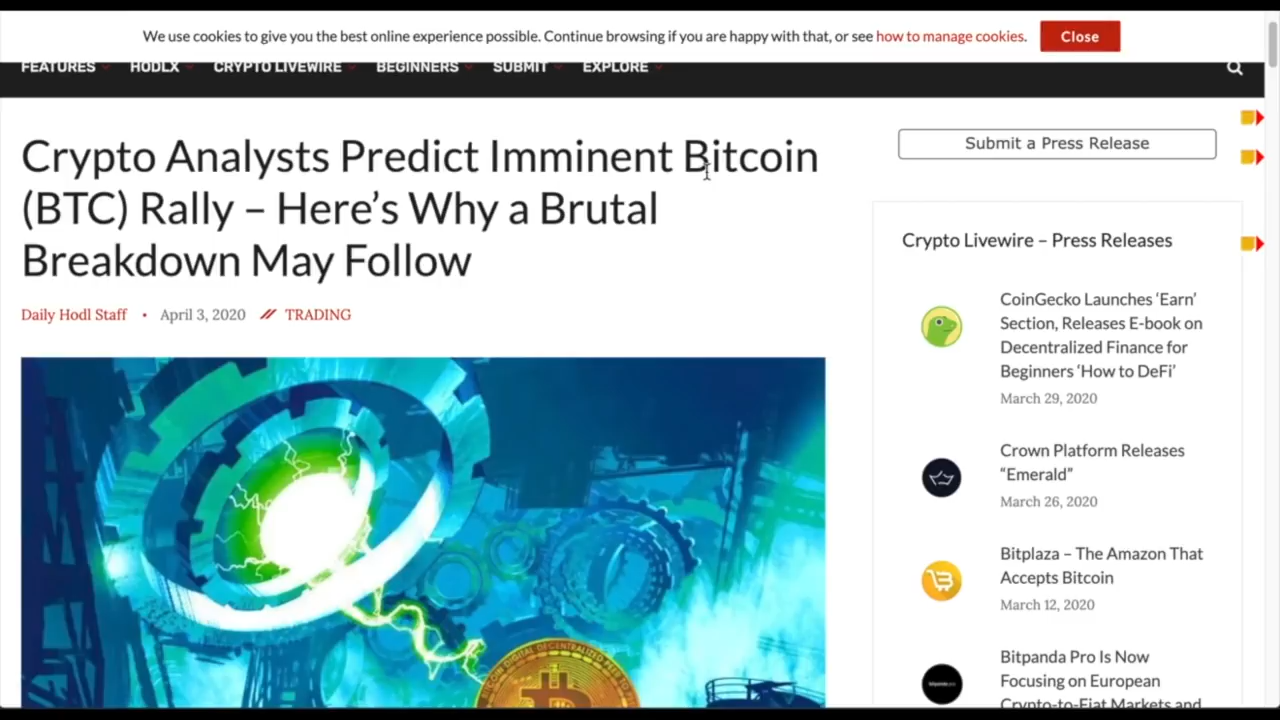 We use cookies to give you the best online experience possible. Continue browsing if you are happy with that, or see how to manage cookies.
Close
FEATURES
HODLX
CRYPTO LIVEWIRE
BEGINNERS
SUBMIT
EXPLORE
Crypto Analysts Predict Imminent Bitcoin
(BTC) Rally – Here’s Why a Brutal
Breakdown May Follow
Daily Hodl Staff • April 3, 2020 // TRADING
Submit a Press Release
Crypto Livewire – Press Releases
CoinGecko Launches ‘Earn’
Section, Releases E-book on
Decentralized Finance for
Beginners ‘How to DeFi’
March 29, 2020
Crown Platform Releases
“Emerald”
March 26, 2020
Bitplaza – The Amazon That
Accepts Bitcoin
March 12, 2020
Bitpanda Pro Is Now
Focusing on European
Crypto-to-Fiat Markets and